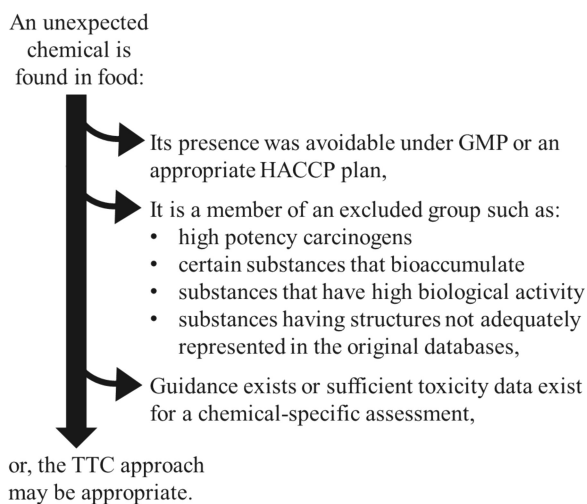 An unexpected
chemical is
found in food:
Its presence was avoidable under GMP or an
appropriate HACCP plan,
It is a member of an excluded group such as:
• high potency carcinogens
• certain substances that bioaccumulate
• substances that have high biological activity
• substances having structures not adequately
represented in the original databases,
Guidance exists or sufficient toxicity data exist
for a chemical-specific assessment,
or, the TTC approach
may be appropriate.